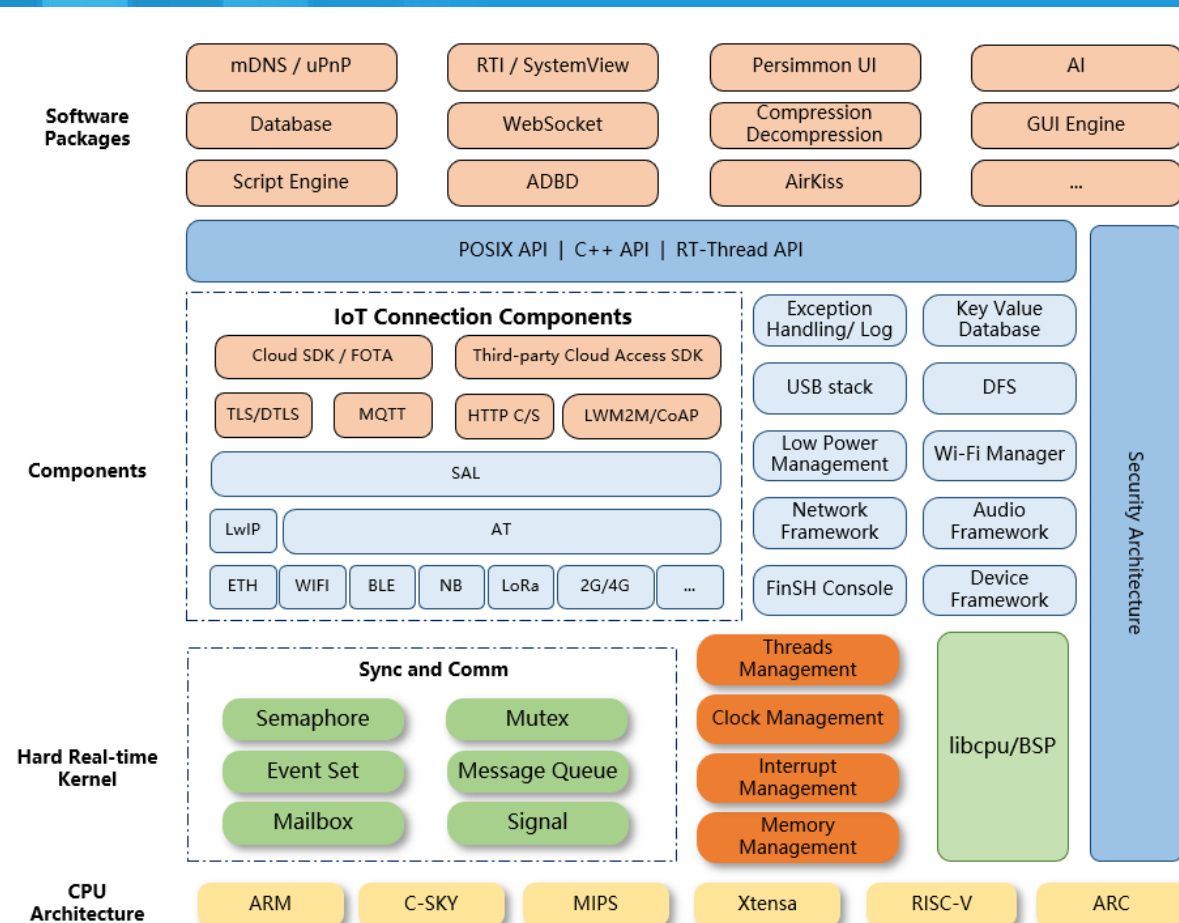 Software
Packages
mDNS / uPnP
RTI / SystemView
Persimmon UI
AI
Database
WebSocket
Compression
Decompression
GUI Engine
Script Engine
ADBD
AirKiss
...
POSIX API | C++ API | RT-Thread API
Components
IoT Connection Components
Cloud SDK / FOTA
Third-party Cloud Access SDK
TLS/DTLS
MQTT
HTTP C/S
LWM2M/CoAP
SAL
LwIP
AT
ETH
WIFI
BLE
NB
LoRa
2G/4G
...
Exception
Handling/ Log
Key Value
Database
USB stack
DFS
Low Power
Management
Wi-Fi Manager
Network
Framework
Audio
Framework
FinSH Console
Device
Framework
Security Architecture
Hard Real-time
Kernel
Sync and Comm
Semaphore
Mutex
Event Set
Message Queue
Mailbox
Signal
Threads
Management
Clock Management
Interrupt
Management
Memory
Management
libcpu/BSP
CPU
Architecture
ARM
C-SKY
MIPS
Xtensa
RISC-V
ARC